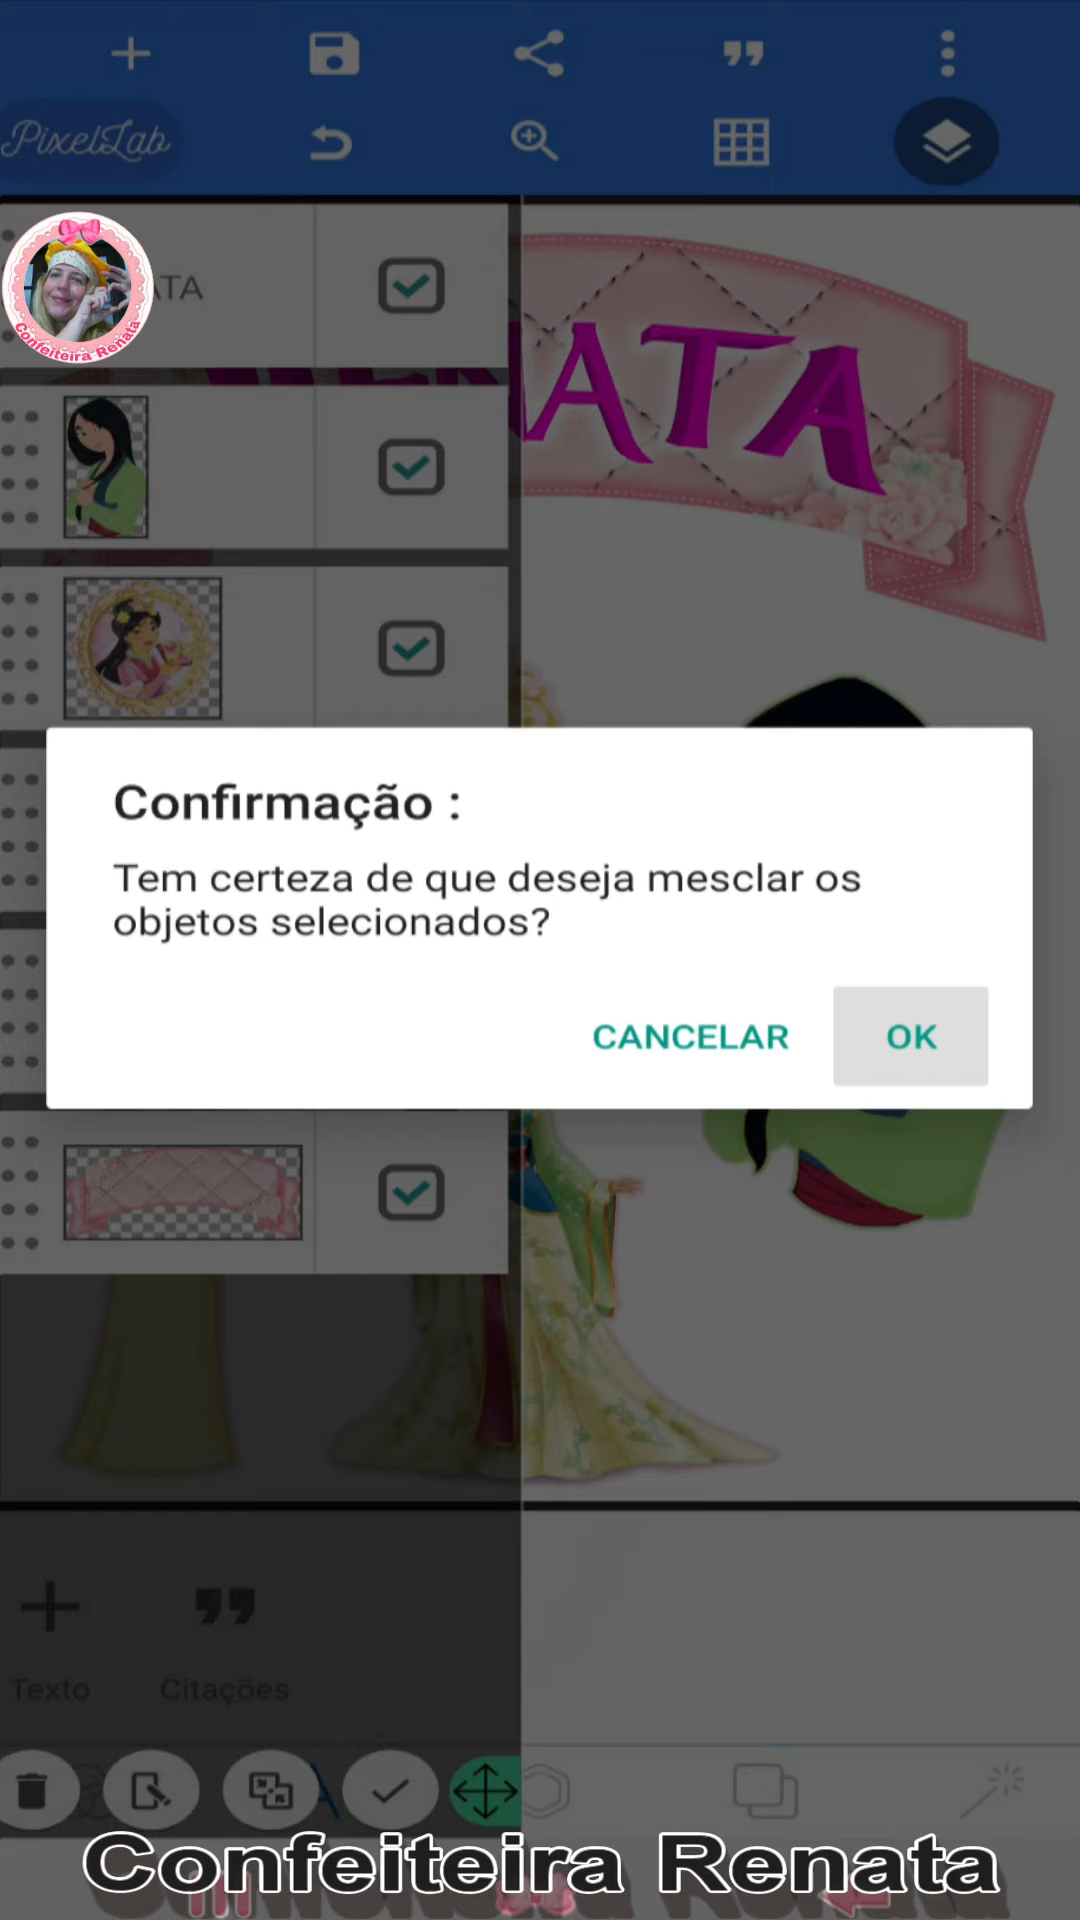 PixelLab
ATA
Confeiteira Renata
ATA
Confirmação :
Tem certeza de que deseja mesclar os
objetos selecionados?
CANCELAR
OK
Texto
Citações
Confeiteira Renata